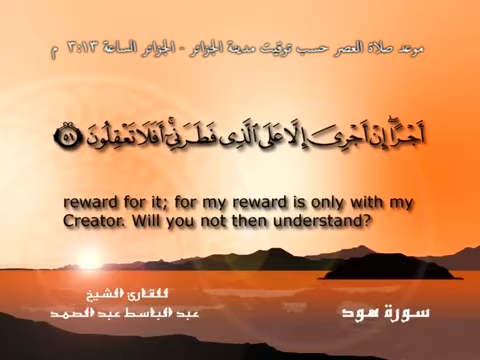 موعد صلاة العصر حسب توقيت مدينة الجزائر - الجزائر الساعة ٣:١٣ م
أَجْرًا ۖ إِنْ أَجْرِىَ إِلَّا عَلَى ٱلَّذِى فَطَرَنِىٓ ۚ أَفَلَا تَعْقِلُونَ ٥١
reward for it; for my reward is only with my
Creator. Will you not then understand?
للقارئ الشيخ
عبد الباسط عبد الصمد
سورة هود